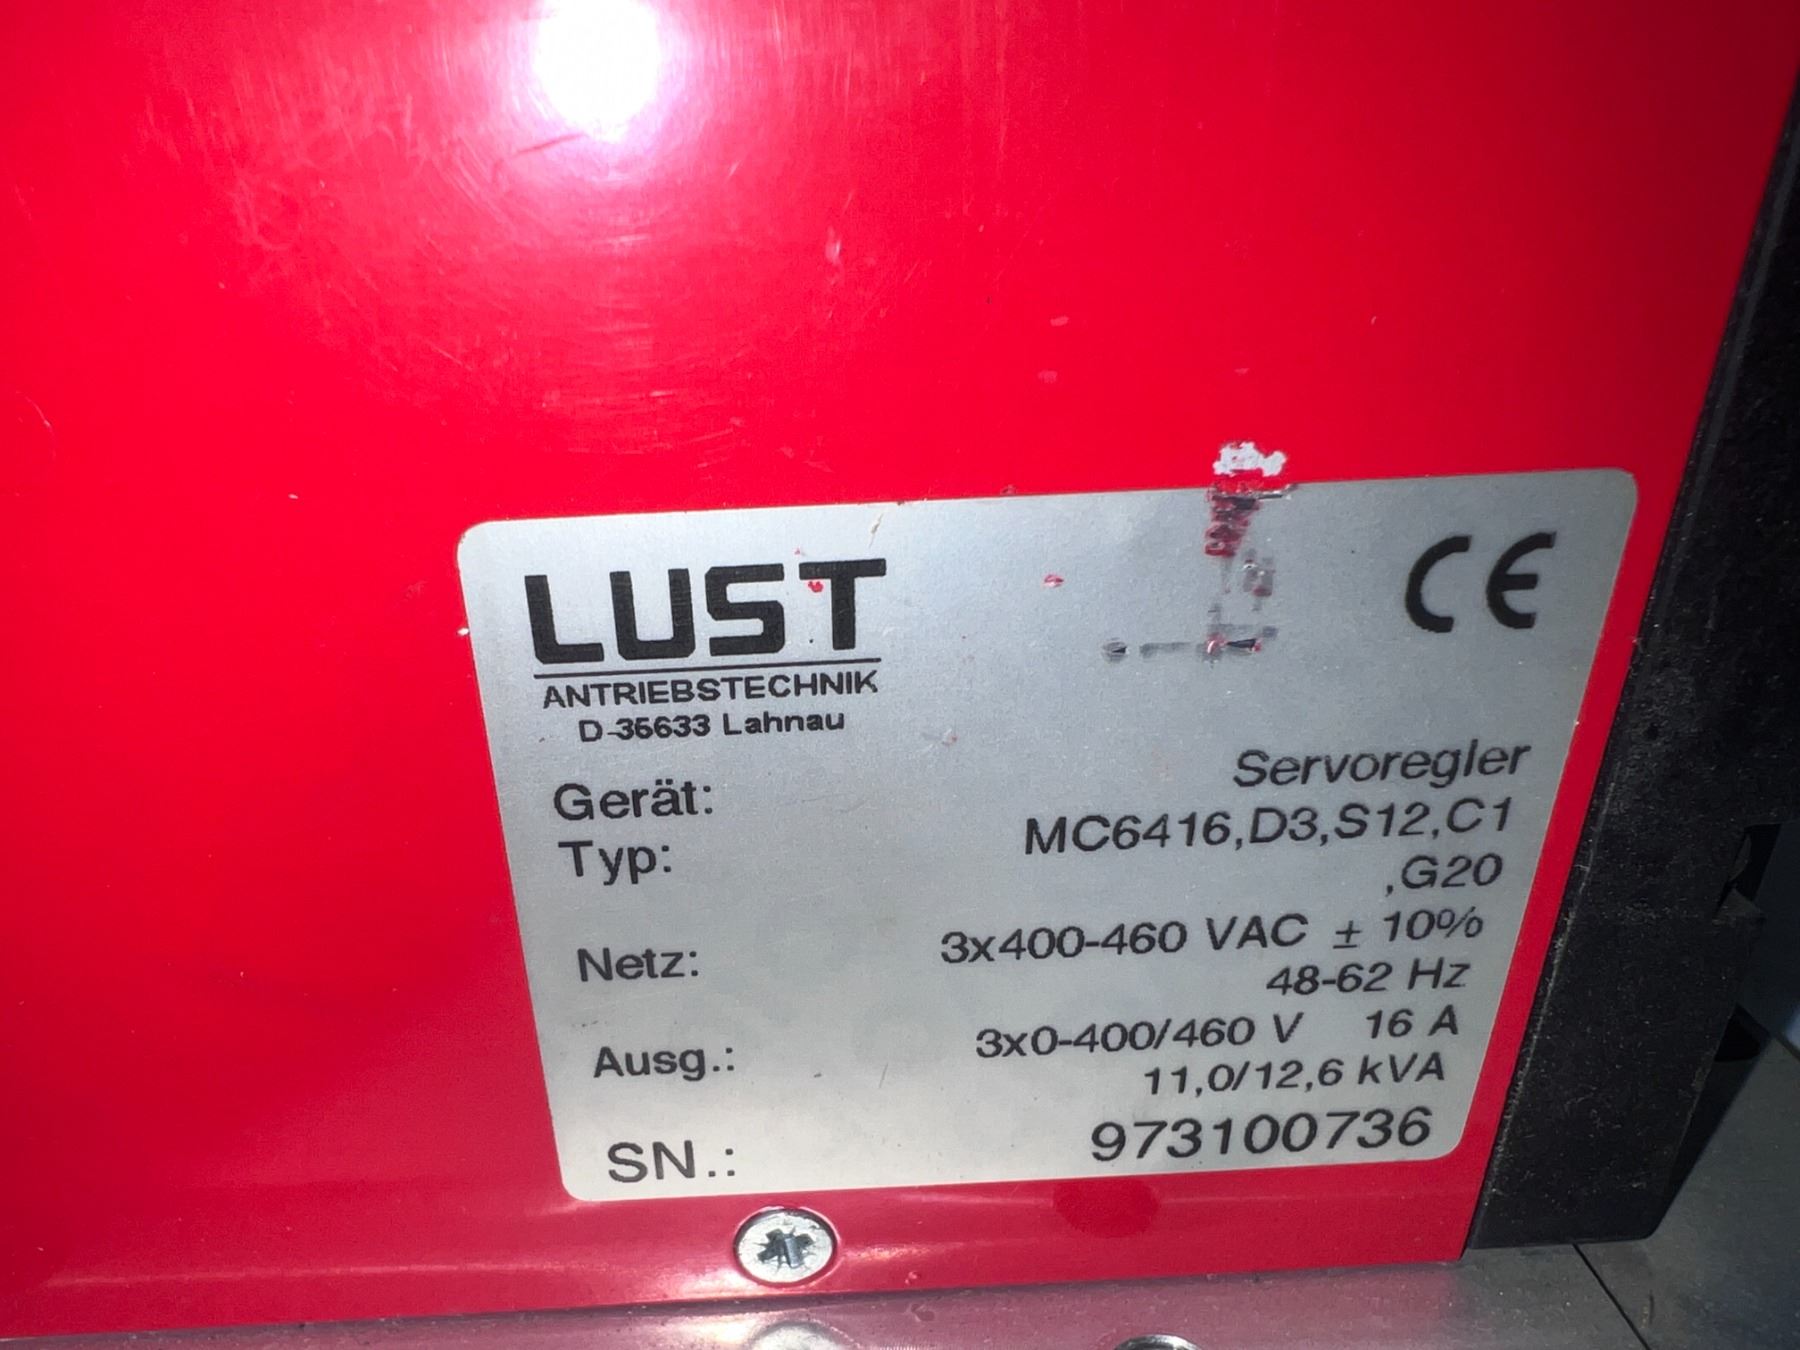 LUST
CE
ANTRIEBSTECHNIK
D-35633 Lahnau
Gerät: Servoregler
Typ: MC6416,D3,S12,C1
,G20
Netz: 3x400-460 VAC ± 10%
48-62 Hz
Ausg.: 3x0-400/460 V 16 A
11,0/12,6 kVA
SN.: 973100736